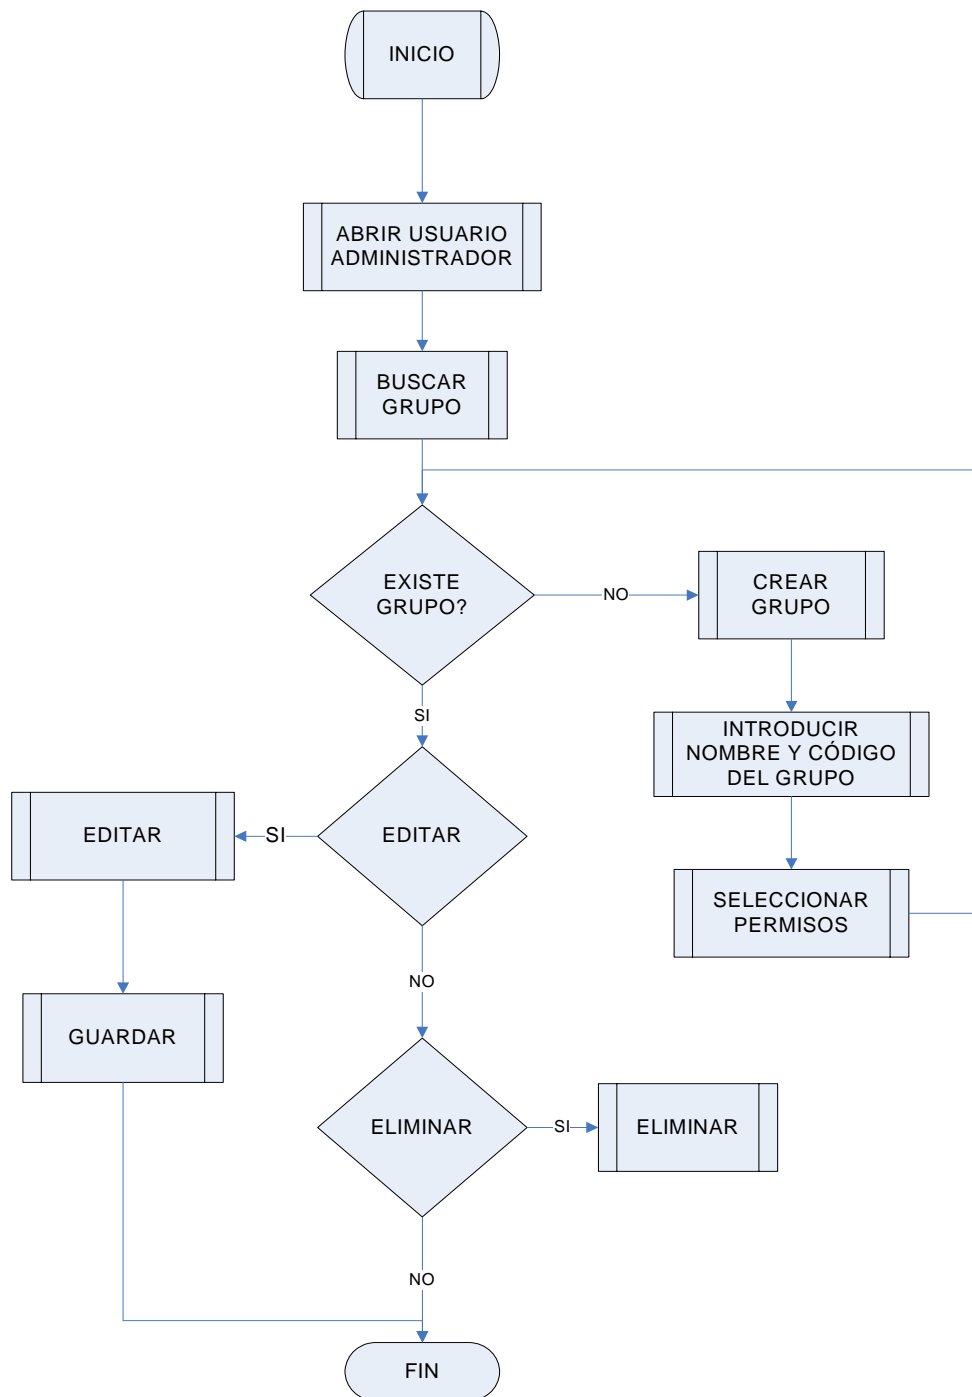 INICIO
ABRIR USUARIO
ADMINISTRADOR
BUSCAR
GRUPO
EXISTE
GRUPO?
NO
CREAR
GRUPO
SI
INTRODUCIR
NOMBRE Y CÓDIGO
DEL GRUPO
EDITAR
SI
EDITAR
SELECCIONAR
PERMISOS
NO
GUARDAR
ELIMINAR
SI
ELIMINAR
NO
FIN